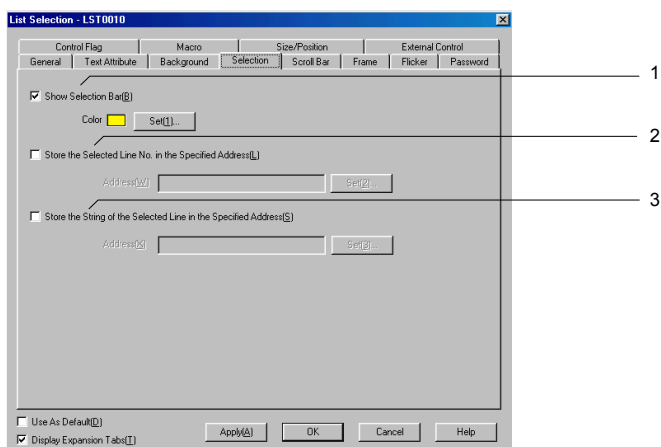 List Selection - LST0010
Control Flag Macro Size/Position External Control
General Text Attribute Background Selection Scroll Bar Frame Flicker Password
1
Show Selection Bar(B)
Color Set(1)...
2
Store the Selected Line No. in the Specified Address(L)
Address(W) Set(2)...
3
Store the String of the Selected Line in the Specified Address(S)
Address(X) Set(3)...
Use As Default(D)
Display Expansion Tabs(T)
Apply(A) OK Cancel Help